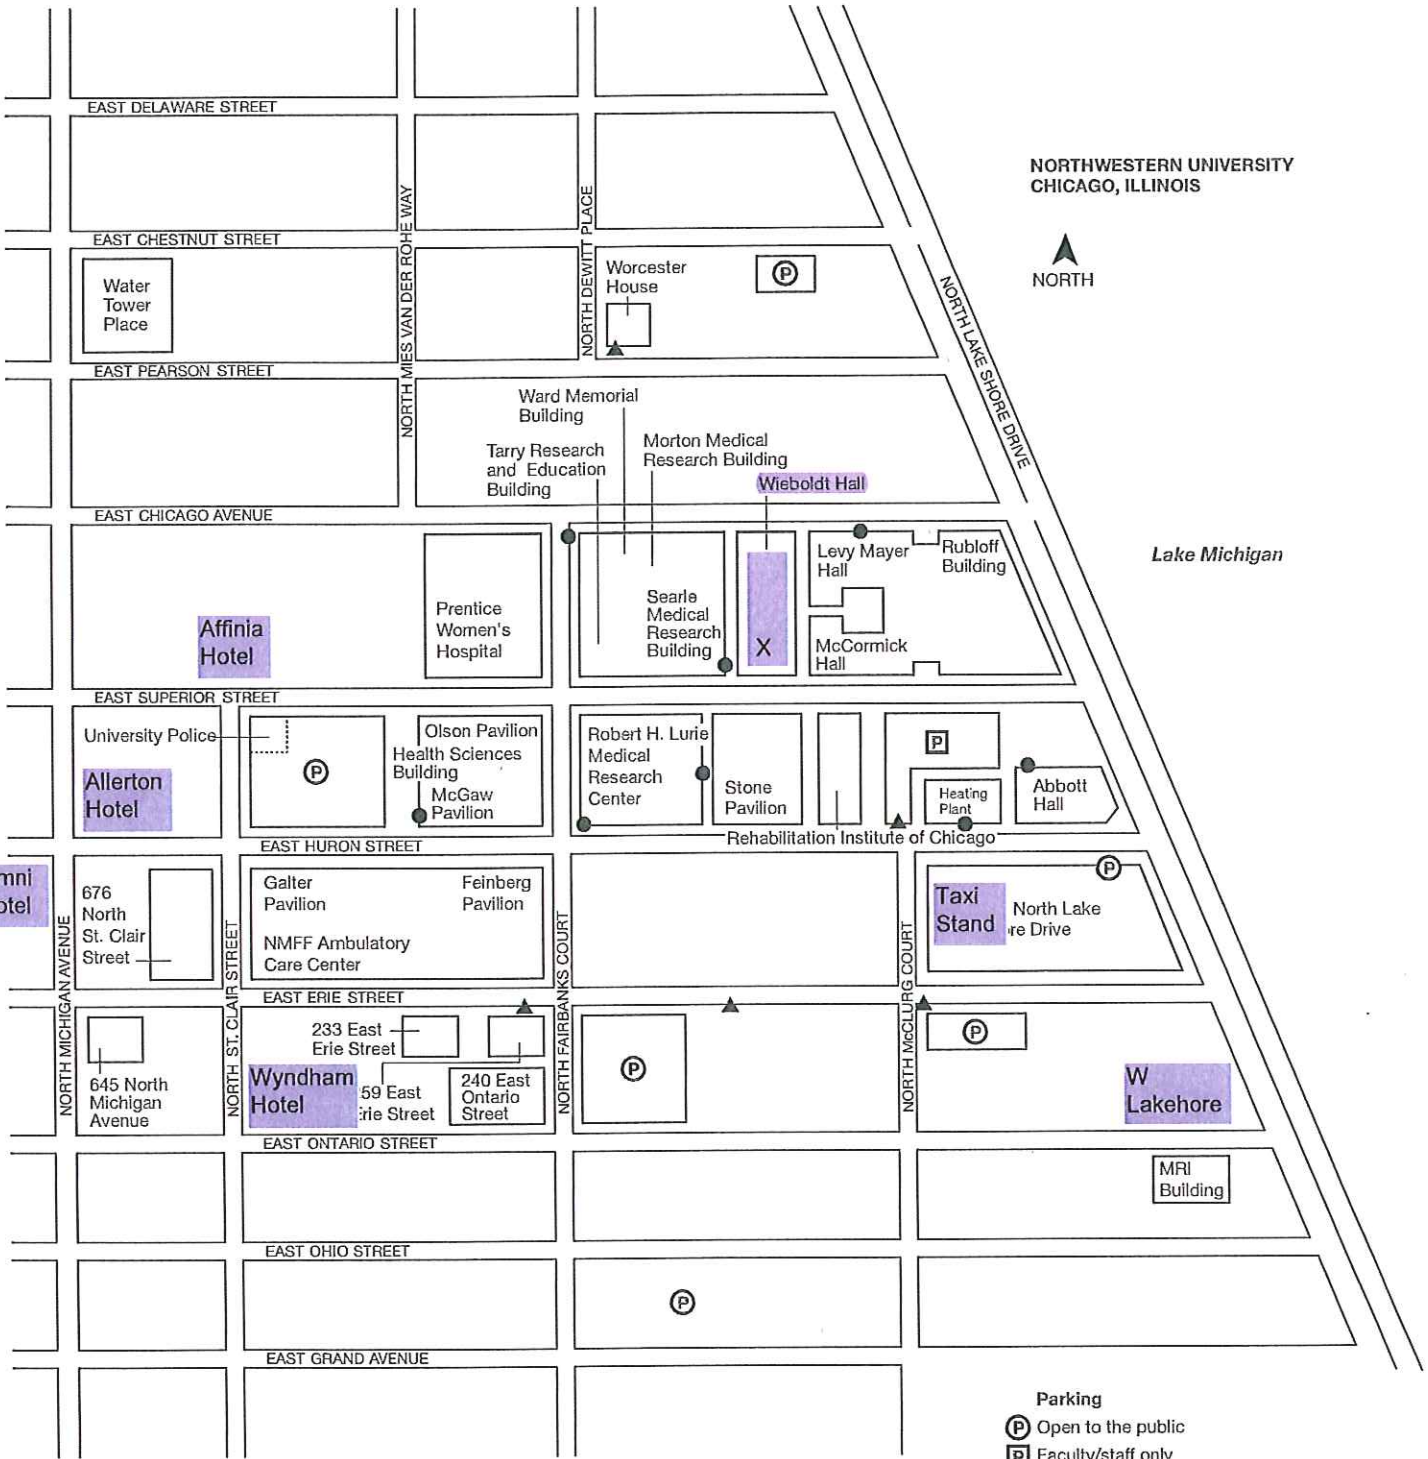 EAST DELAWARE STREET
NORTHWESTERN UNIVERSITY
CHICAGO, ILLINOIS
NORTH
NORTH MIES VAN DER ROHE WAY
NORTH DEWITT PLACE
EAST CHESTNUT STREET
Water
Tower
Place
Worcester
House
P
NORTH LAKE SHORE DRIVE
EAST PEARSON STREET
Ward Memorial
Building
Tarry Research
and Education
Building
Morton Medical
Research Building
Wieboldt Hall
EAST CHICAGO AVENUE
Lake Michigan
Levy Mayer
Hall
Rubloff
Building
Affinia
Hotel
Prentice
Women's
Hospital
Searle
Medical
Research
Building
X
McCormick
Hall
EAST SUPERIOR STREET
University Police
Allerton
Hotel
P
Olson Pavilion
Health Sciences
Building
McGaw
Pavilion
Robert H. Lurie
Medical
Research
Center
Stone
Pavilion
P
Heating
Plant
Abbott
Hall
Rehabilitation Institute of Chicago
EAST HURON STREET
mni
otel
676
North
St. Clair
Street
Galter
Pavilion
Feinberg
Pavilion
NMFF Ambulatory
Care Center
P
Taxi
Stand
North Lake
re Drive
NORTH MICHIGAN AVENUE
NORTH ST. CLAIR STREET
NORTH FAIRBANKS COURT
NORTH McCLURG COURT
EAST ERIE STREET
645 North
Michigan
Avenue
233 East
Erie Street
Wyndham
Hotel
59 East
Erie Street
240 East
Ontario
Street
P
P
W
Lakehore
EAST ONTARIO STREET
MRI
Building
EAST OHIO STREET
P
EAST GRAND AVENUE
Parking
P Open to the public
P Faculty/staff only